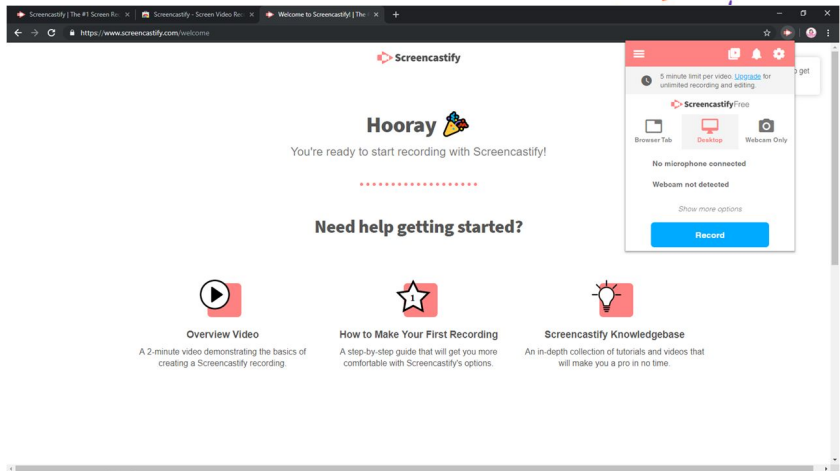 Screencastify | The #1 Screen Rec
Screencastify - Screen Video Rec
Welcome to Screencastify! | The
https://www.screencastify.com/welcome
Screencastify
Hooray
You're ready to start recording with Screencastify!
Need help getting started?
Overview Video
A 2-minute video demonstrating the basics of
creating a Screencastify recording.
1
How to Make Your First Recording
A step-by-step guide that will get you more
comfortable with Screencastify's options.
Screencastify Knowledgebase
An in-depth collection of tutorials and videos that
will make you a pro in no time.
5 minute limit per video. Upgrade for
unlimited recording and editing.
ScreencastifyFree
Browser Tab
Desktop
Webcam Only
No microphone connected
Webcam not detected
Show more options
Record
get